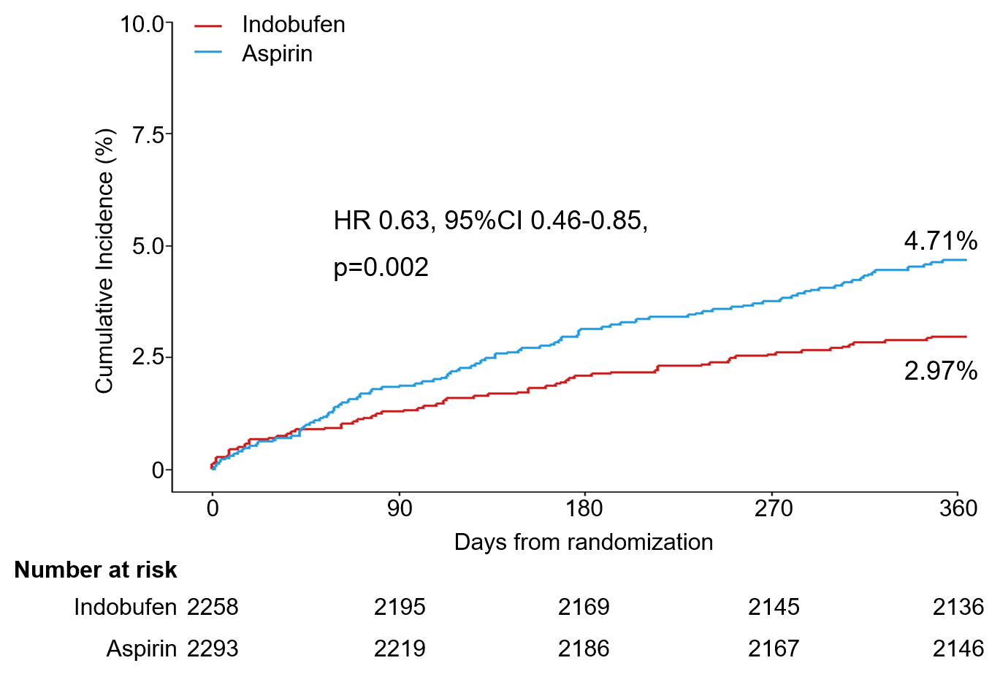 10.0
Indobufen
Aspirin
7.5
5.0
2.5
0
Cumulative Incidence (%)
HR 0.63, 95%CI 0.46-0.85,
p=0.002
4.71%
2.97%
0 90 180 270 360
Days from randomization
Number at risk
Indobufen 2258 2195 2169 2145 2136
Aspirin 2293 2219 2186 2167 2146